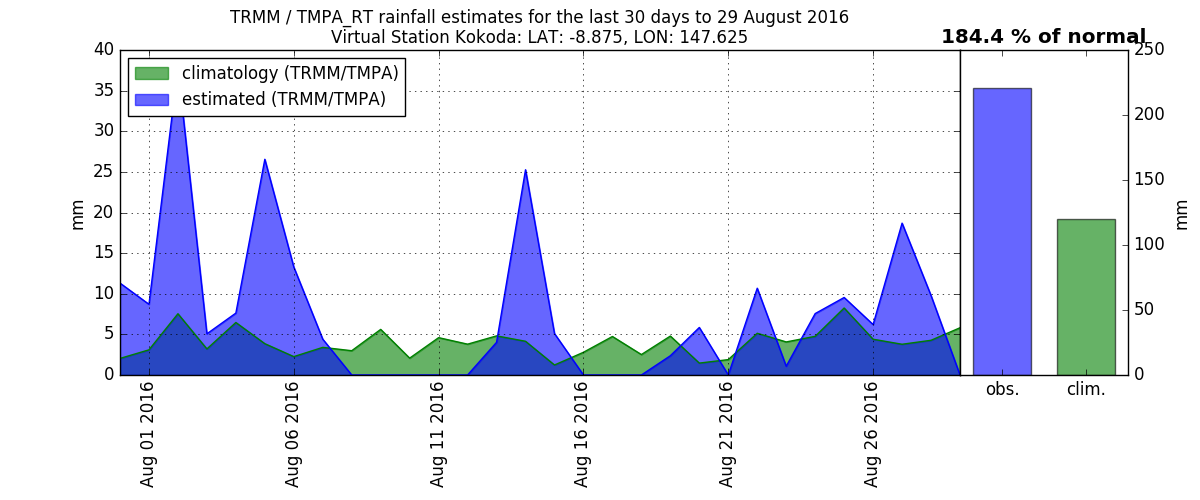 TRMM / TMPA_RT rainfall estimates for the last 30 days to 29 August 2016
Virtual Station Kokoda: LAT: -8.875, LON: 147.625
184.4 % of normal
climatology (TRMM/TMPA)
estimated (TRMM/TMPA)
40
35
30
25
20
15
10
5
0
mm
Aug 01 2016
Aug 06 2016
Aug 11 2016
Aug 16 2016
Aug 21 2016
Aug 26 2016
250
200
150
100
50
0
mm
obs.
clim.